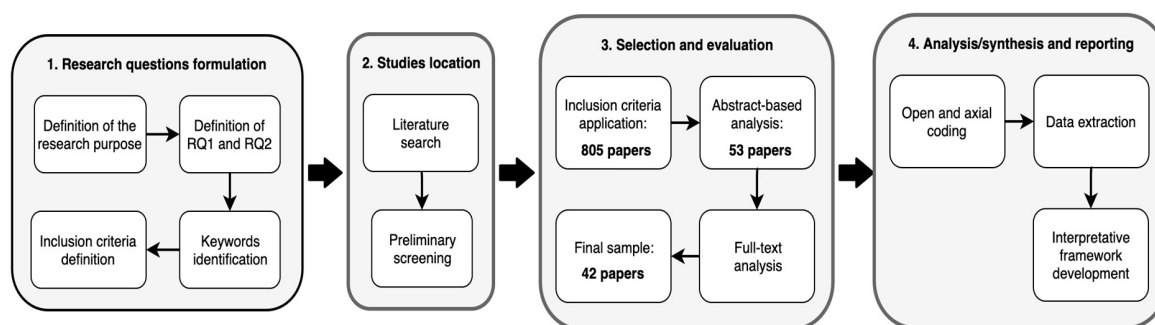 1. Research questions formulation
Definition of the
research purpose
Definition of
RQ1 and RQ2
Inclusion criteria
definition
Keywords
identification
2. Studies location
Literature
search
Preliminary
screening
3. Selection and evaluation
Inclusion criteria
application:
805 papers
Abstract-based
analysis:
53 papers
Final sample:
42 papers
Full-text
analysis
4. Analysis/synthesis and reporting
Open and axial
coding
Data extraction
Interpretative
framework
development